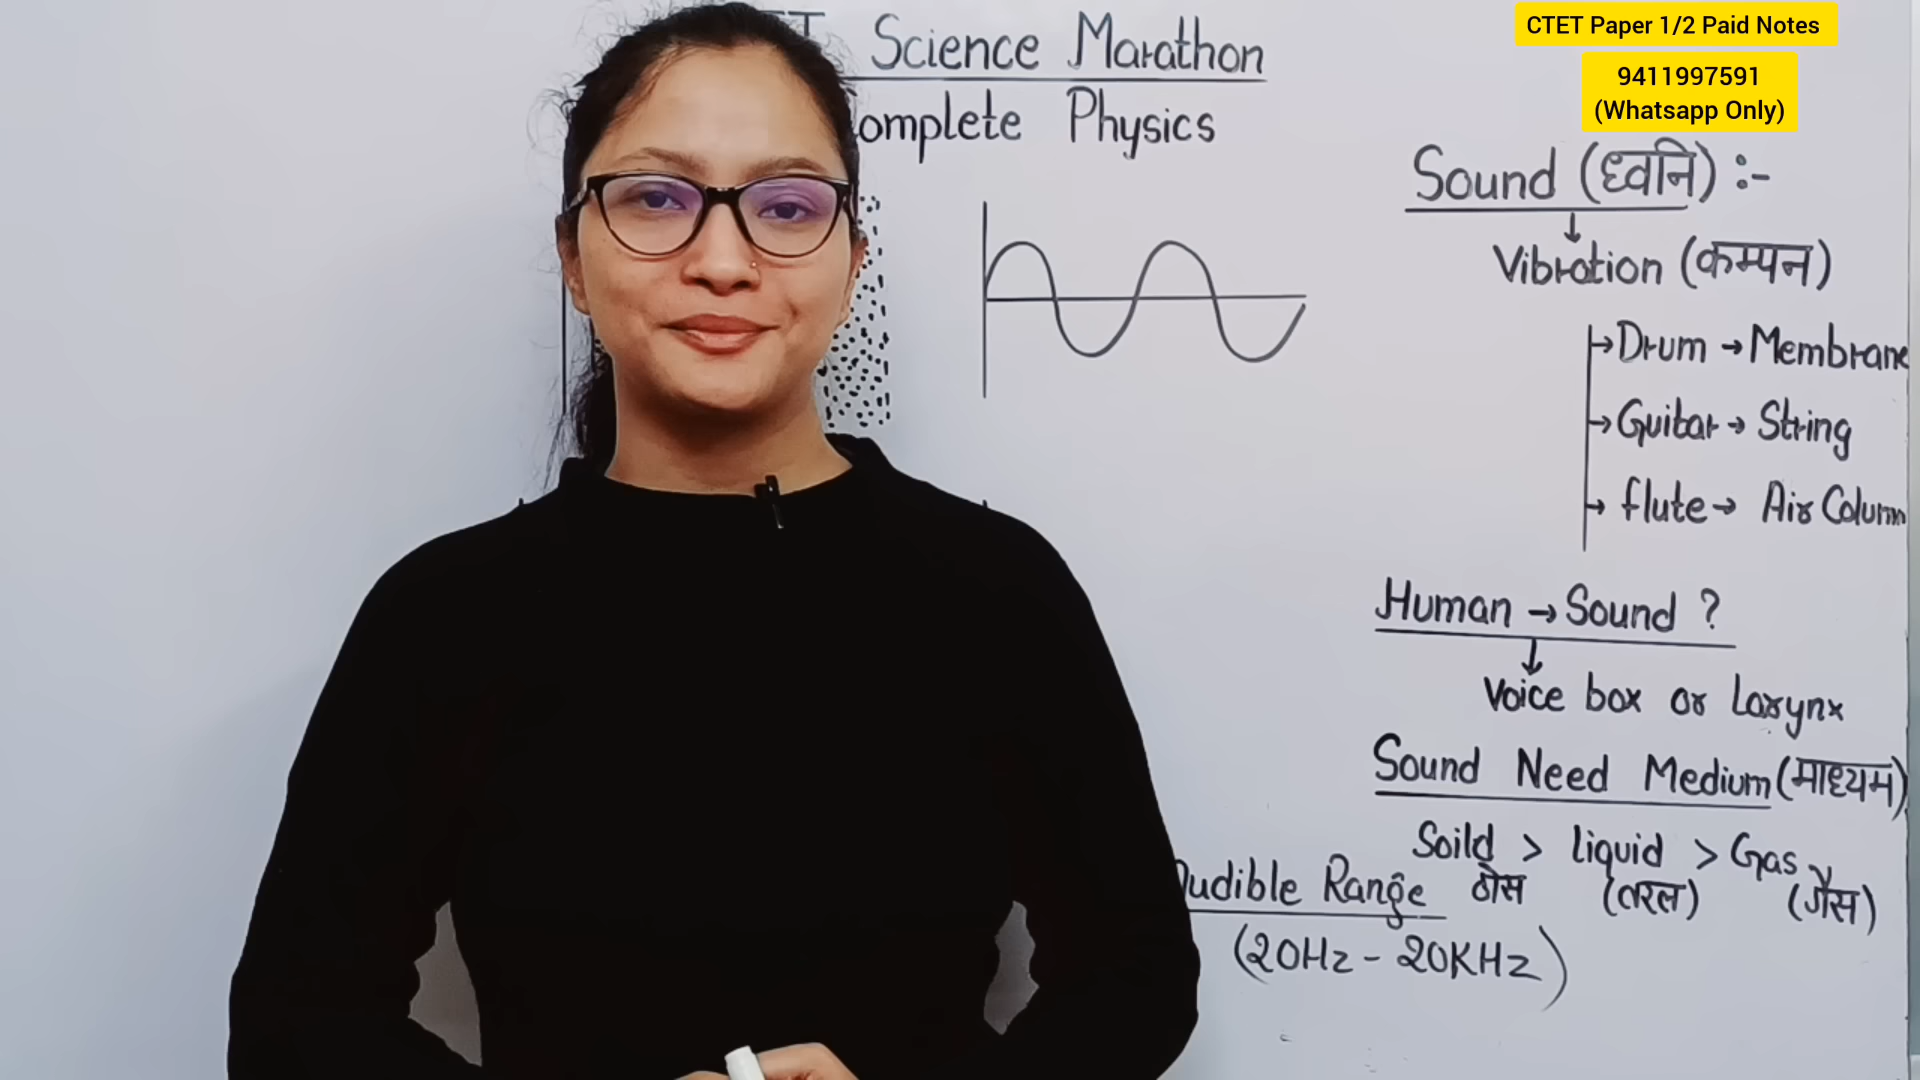 CTET Paper 1/2 Paid Notes
9411997591
(Whatsapp Only)
Science Marathon
Physics
Sound (ध्वनि) :-
Vibration (कम्पन)
Drum → Membrane
Guitar → String
flute → Air Column
Human → Sound ?
Voice box or Larynx
Sound Need Medium (माध्यम)
Soild > liquid > Gas
ठोस (तरल) (गैस)
Range
(20Hz - 20KHz)